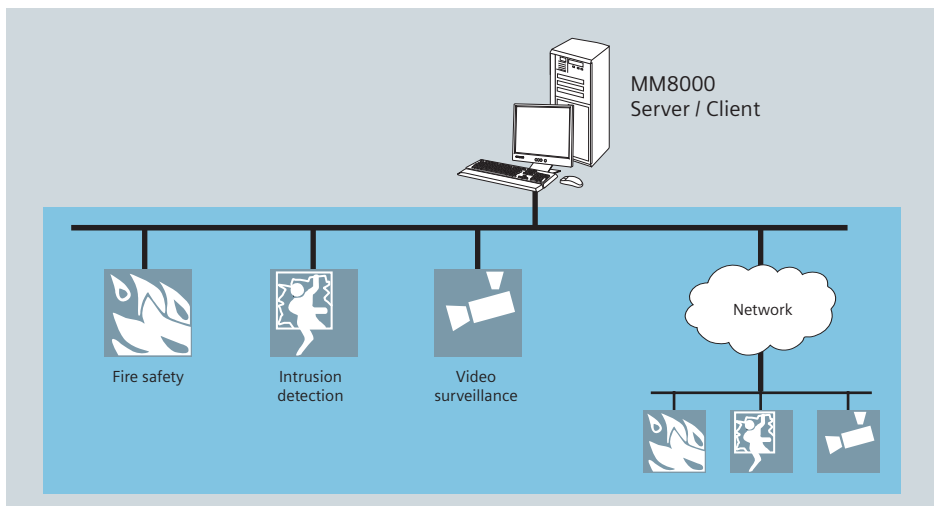 MM8000
Server / Client
Network
Fire safety
Intrusion
detection
Video
surveillance